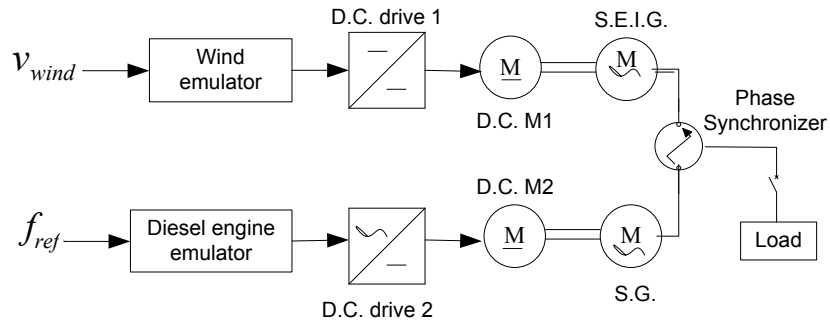 D.C. drive 1
S.E.I.G.
v_wind
Wind
emulator
M
M
D.C. M1
Phase
Synchronizer
D.C. M2
f_ref
Diesel engine
emulator
M
M
Load
D.C. drive 2
S.G.